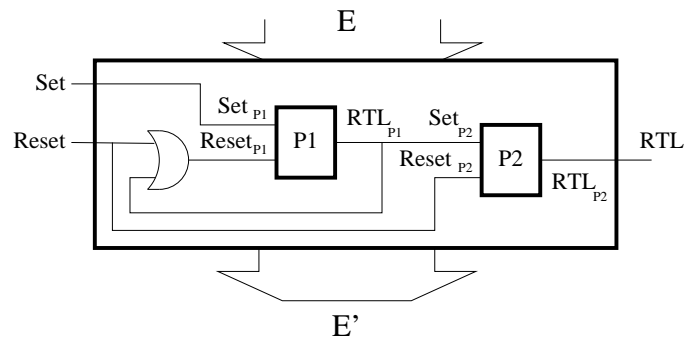 E
Set
Set P1
RTL P1
Set P2
RTL
Reset
Reset P1
P1
Reset P2
P2
RTL P2
E’